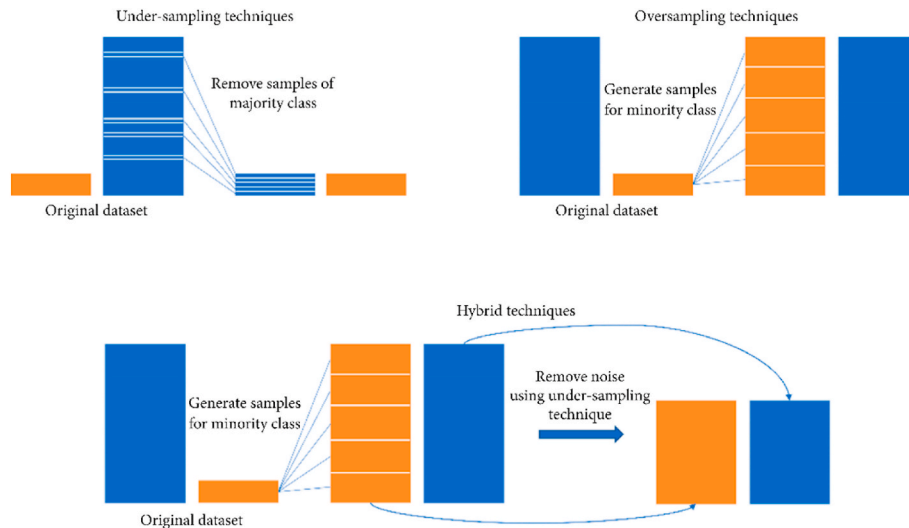 Under-sampling techniques
Remove samples of
majority class
Original dataset
Oversampling techniques
Generate samples
for minority class
Original dataset
Hybrid techniques
Generate samples
for minority class
Remove noise
using under-sampling
technique
Original dataset